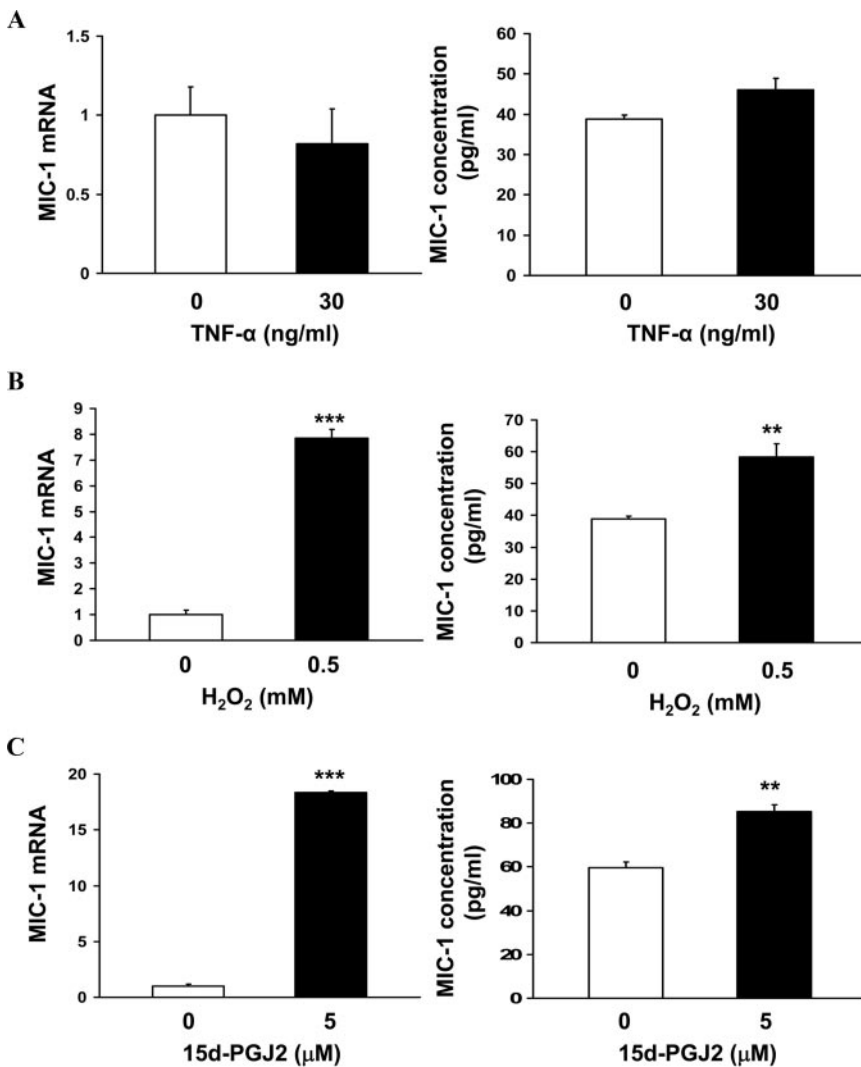 A
MIC-1 mRNA
1.5
1
0.5
0
0 30
TNF-α (ng/ml)
MIC-1 concentration
(pg/ml)
60
50
40
30
20
10
0
0 30
TNF-α (ng/ml)
B
MIC-1 mRNA
9
8
7
6
5
4
3
2
1
0
***
0 0.5
H₂O₂ (mM)
MIC-1 concentration
(pg/ml)
70
60
50
40
30
20
10
0
**
0 0.5
H₂O₂ (mM)
C
MIC-1 mRNA
20
15
10
5
0
***
0 5
15d-PGJ2 (μM)
MIC-1 concentration
(pg/ml)
100
80
60
40
20
0
**
0 5
15d-PGJ2 (μM)